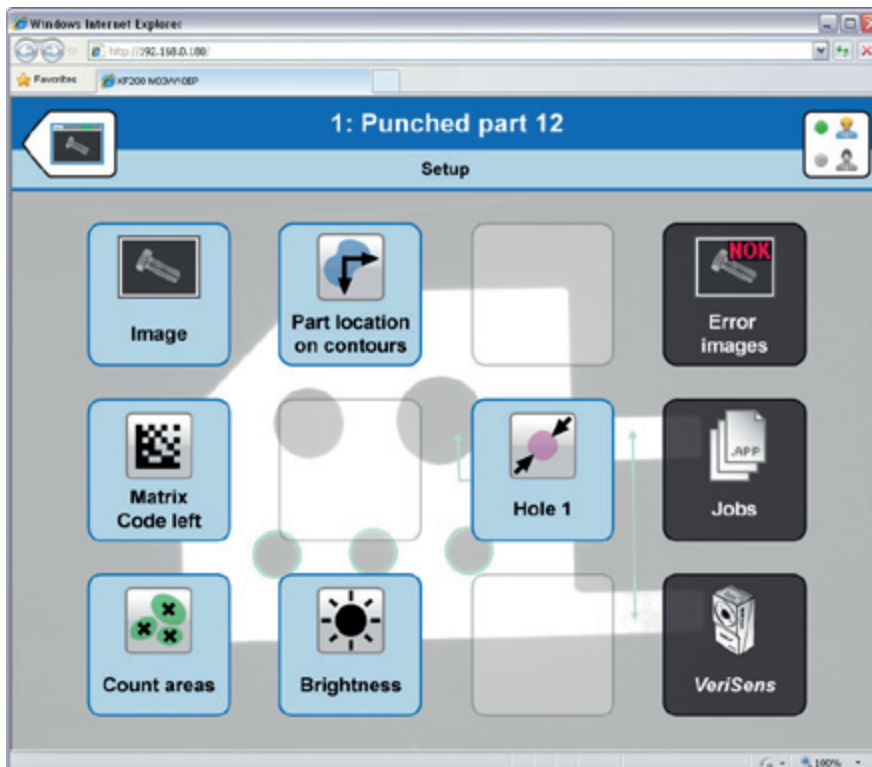 Windows Internet Explorer
http://192.168.0.100/
Favorites
1: Punched part 12
Setup
Image
Part location
on contours
NOK
Error
images
Matrix
Code left
Hole 1
.APP
Jobs
Count areas
Brightness
VeriSens
100%